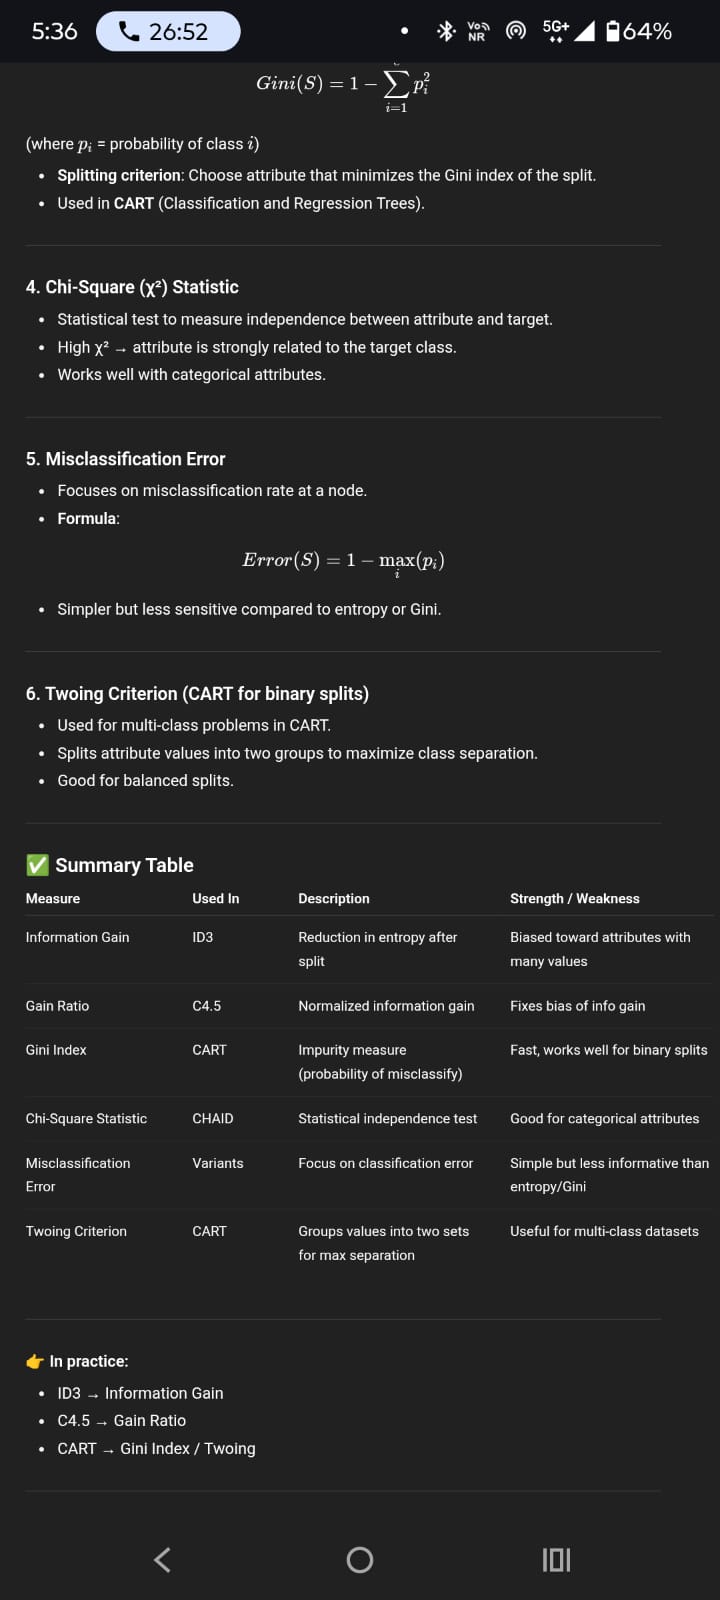 5:36 26:52 Vo NR 5G+ 64%
c
Gini(S) = 1 − ∑ pᵢ²
i=1
(where pᵢ = probability of class i)
• Splitting criterion: Choose attribute that minimizes the Gini index of the split.
• Used in CART (Classification and Regression Trees).
4. Chi-Square (χ²) Statistic
• Statistical test to measure independence between attribute and target.
• High χ² → attribute is strongly related to the target class.
• Works well with categorical attributes.
5. Misclassification Error
• Focuses on misclassification rate at a node.
• Formula:
Error(S) = 1 − max(pᵢ)
i
• Simpler but less sensitive compared to entropy or Gini.
6. Twoing Criterion (CART for binary splits)
• Used for multi-class problems in CART.
• Splits attribute values into two groups to maximize class separation.
• Good for balanced splits.
✅ Summary Table
Measure Used In Description Strength / Weakness
Information Gain ID3 Reduction in entropy after Biased toward attributes with
split many values
Gain Ratio C4.5 Normalized information gain Fixes bias of info gain
Gini Index CART Impurity measure Fast, works well for binary splits
(probability of misclassify)
Chi-Square Statistic CHAID Statistical independence test Good for categorical attributes
Misclassification Variants Focus on classification error Simple but less informative than
Error entropy/Gini
Twoing Criterion CART Groups values into two sets Useful for multi-class datasets
for max separation
👉 In practice:
• ID3 → Information Gain
• C4.5 → Gain Ratio
• CART → Gini Index / Twoing